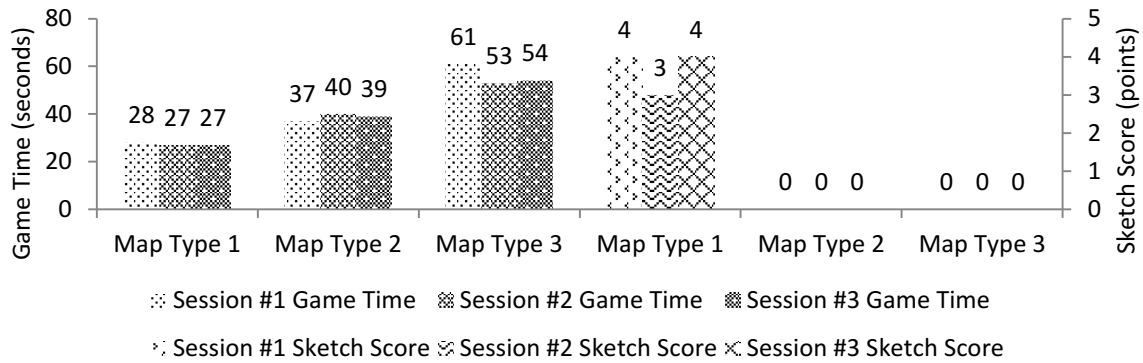 Game Time (seconds)
80
60
40
20
0
28 27 27
37 40 39
61 53 54
4 3 4
0 0 0
0 0 0
5
4
3
2
1
0
Sketch Score (points)
Map Type 1 Map Type 2 Map Type 3 Map Type 1 Map Type 2 Map Type 3
Session #1 Game Time Session #2 Game Time Session #3 Game Time
Session #1 Sketch Score Session #2 Sketch Score Session #3 Sketch Score